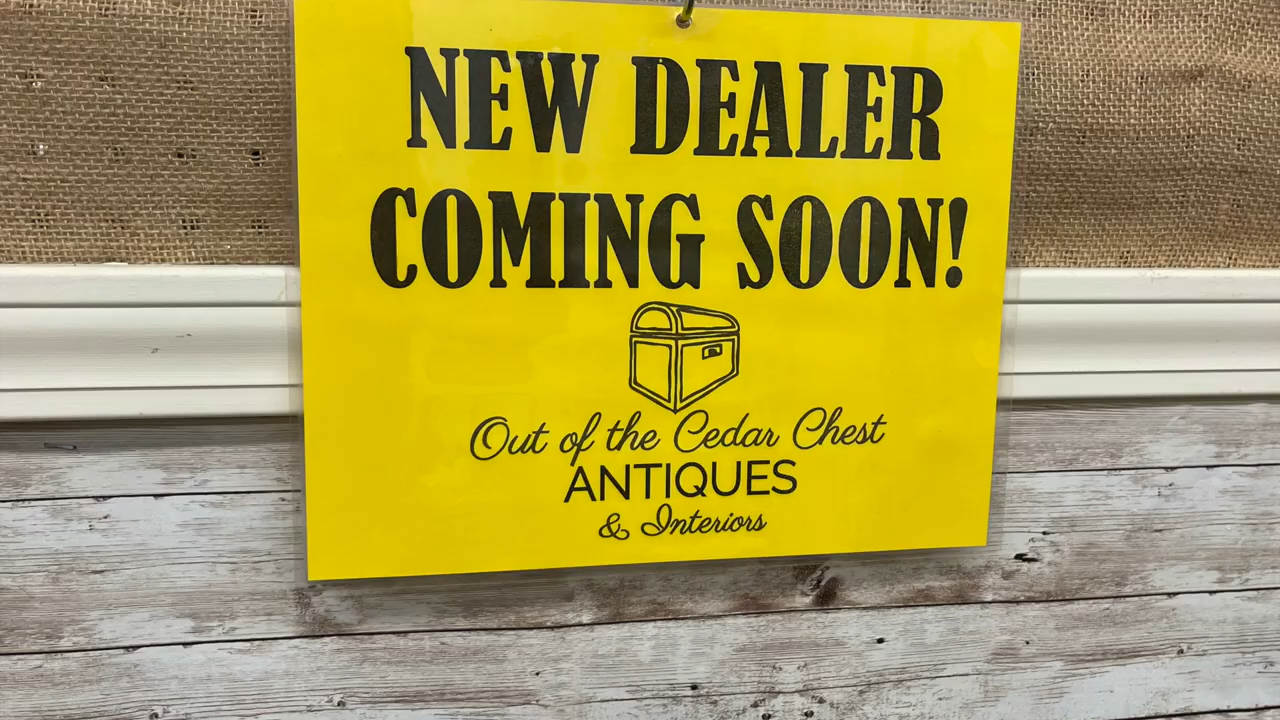 NEW DEALER
COMING SOON!
Out of the Cedar Chest
ANTIQUES
& Interiors